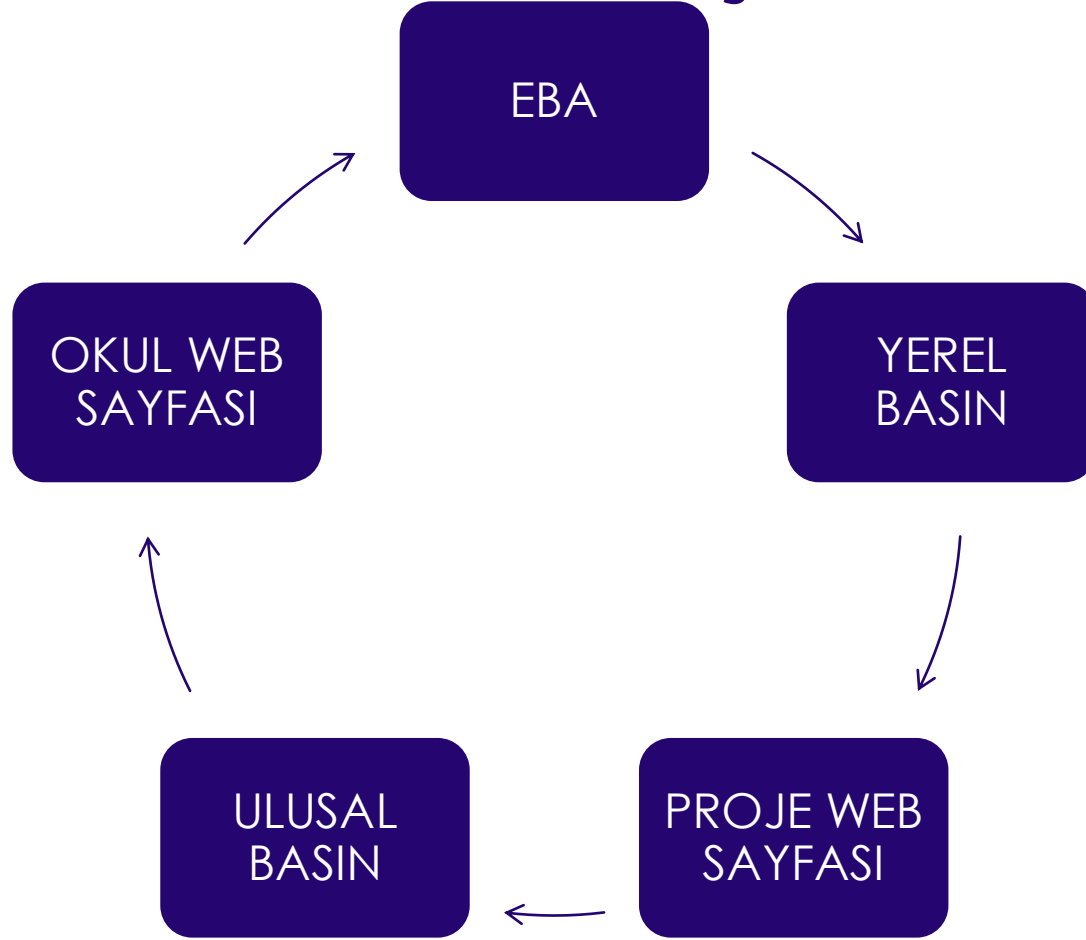 EBA
YEREL
BASIN
PROJE WEB
SAYFASI
ULUSAL
BASIN
OKUL WEB
SAYFASI